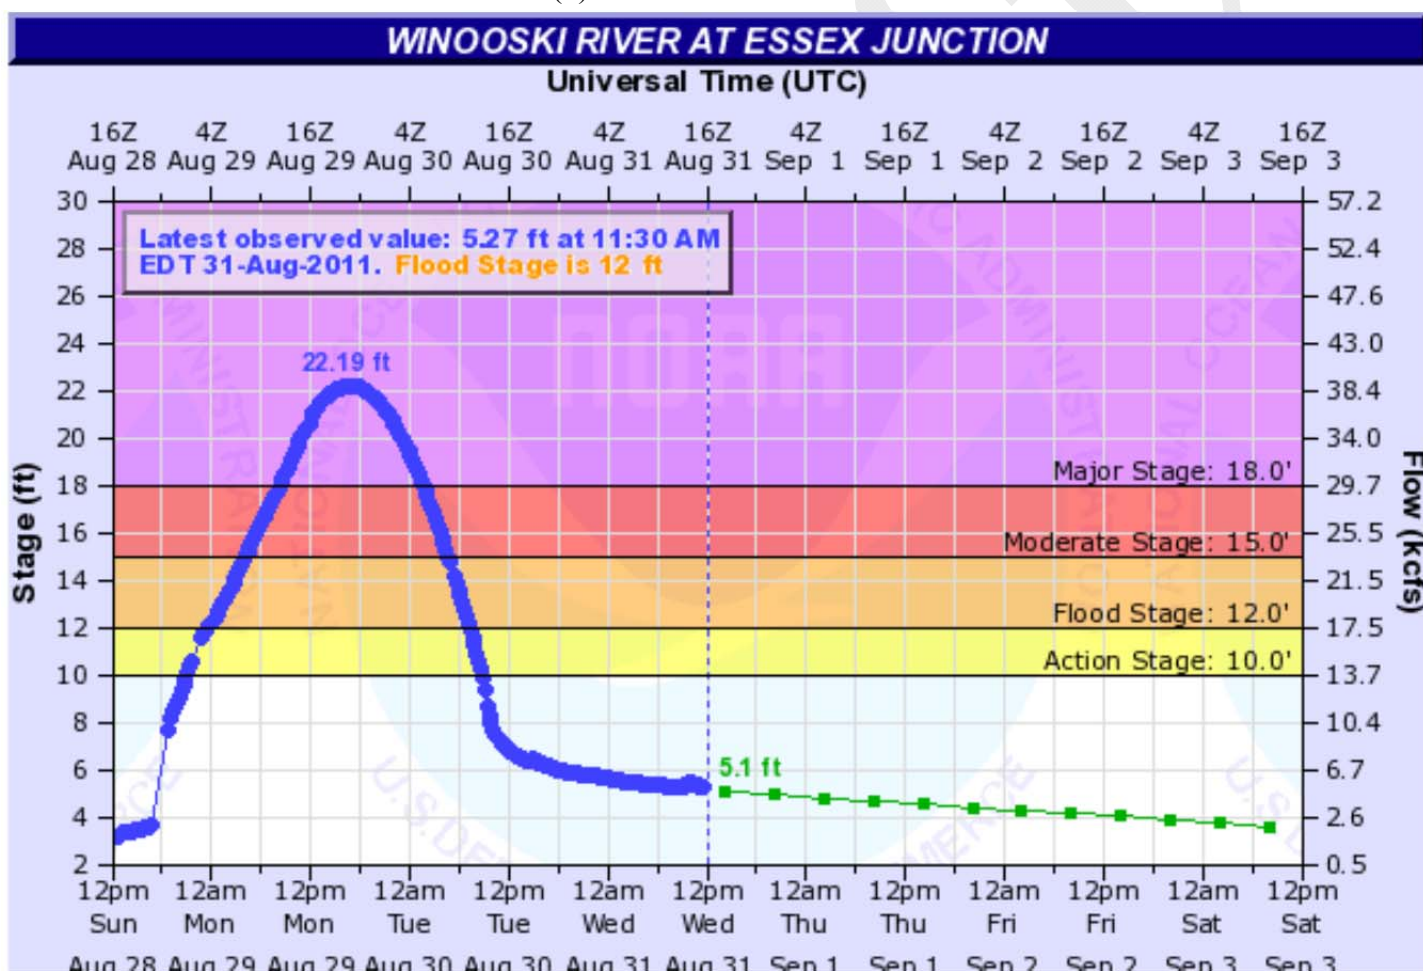 WINOOSKI RIVER AT ESSEX JUNCTION
Universal Time (UTC)
16Z 4Z 16Z 4Z 16Z 4Z 16Z 4Z 16Z 4Z 16Z 4Z 16Z
Aug 28 Aug 29 Aug 29 Aug 30 Aug 30 Aug 31 Aug 31 Sep 1 Sep 1 Sep 2 Sep 2 Sep 3 Sep 3
30 57.2
Latest observed value: 5.27 ft at 11:30 AM
EDT 31-Aug-2011. Flood Stage is 12 ft
28 52.4
26 47.6
24 43.0
NOAA
22.19 ft
22 38.4
20 34.0
Major Stage: 18.0'
18 29.7
16 25.5
Moderate Stage: 15.0'
Stage (ft)
Flow (kcfs)
14 21.5
Flood Stage: 12.0'
12 17.5
Action Stage: 10.0'
10 13.7
8 10.4
6 6.7
5.1 ft
4 2.6
2 0.5
12pm 12am 12pm 12am 12pm 12am 12pm 12am 12pm 12am 12pm 12am 12pm
Sun Mon Mon Tue Tue Wed Wed Thu Thu Fri Fri Sat Sat
Aug 28 Aug 29 Aug 29 Aug 30 Aug 30 Aug 31 Aug 31 Sep 1 Sep 1 Sep 2 Sep 2 Sep 3 Sep 3